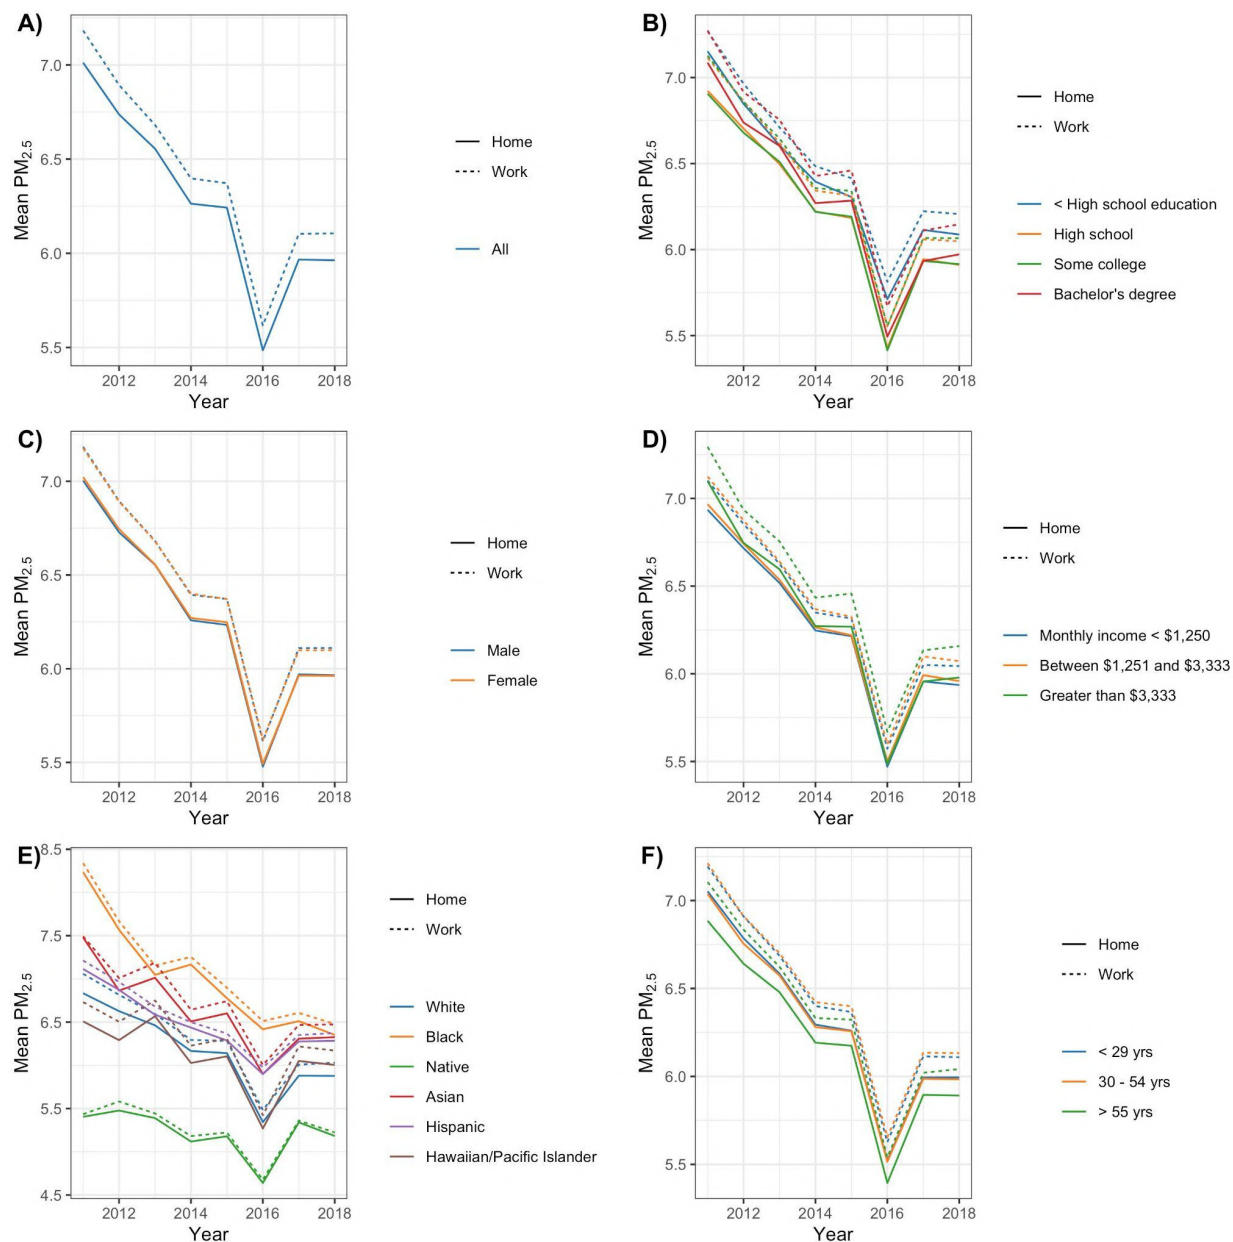 A)
7.0
6.5
6.0
5.5
Mean PM2.5
2012 2014 2016 2018
Year
Home
Work
All
B)
7.0
6.5
6.0
5.5
Mean PM2.5
2012 2014 2016 2018
Year
Home
Work
< High school education
High school
Some college
Bachelor's degree
C)
7.0
6.5
6.0
5.5
Mean PM2.5
2012 2014 2016 2018
Year
Home
Work
Male
Female
D)
7.0
6.5
6.0
5.5
Mean PM2.5
2012 2014 2016 2018
Year
Home
Work
Monthly income < $1,250
Between $1,251 and $3,333
Greater than $3,333
E)
8.5
7.5
6.5
5.5
4.5
Mean PM2.5
2012 2014 2016 2018
Year
Home
Work
White
Black
Native
Asian
Hispanic
Hawaiian/Pacific Islander
F)
7.0
6.5
6.0
5.5
Mean PM2.5
2012 2014 2016 2018
Year
Home
Work
< 29 yrs
30 - 54 yrs
> 55 yrs